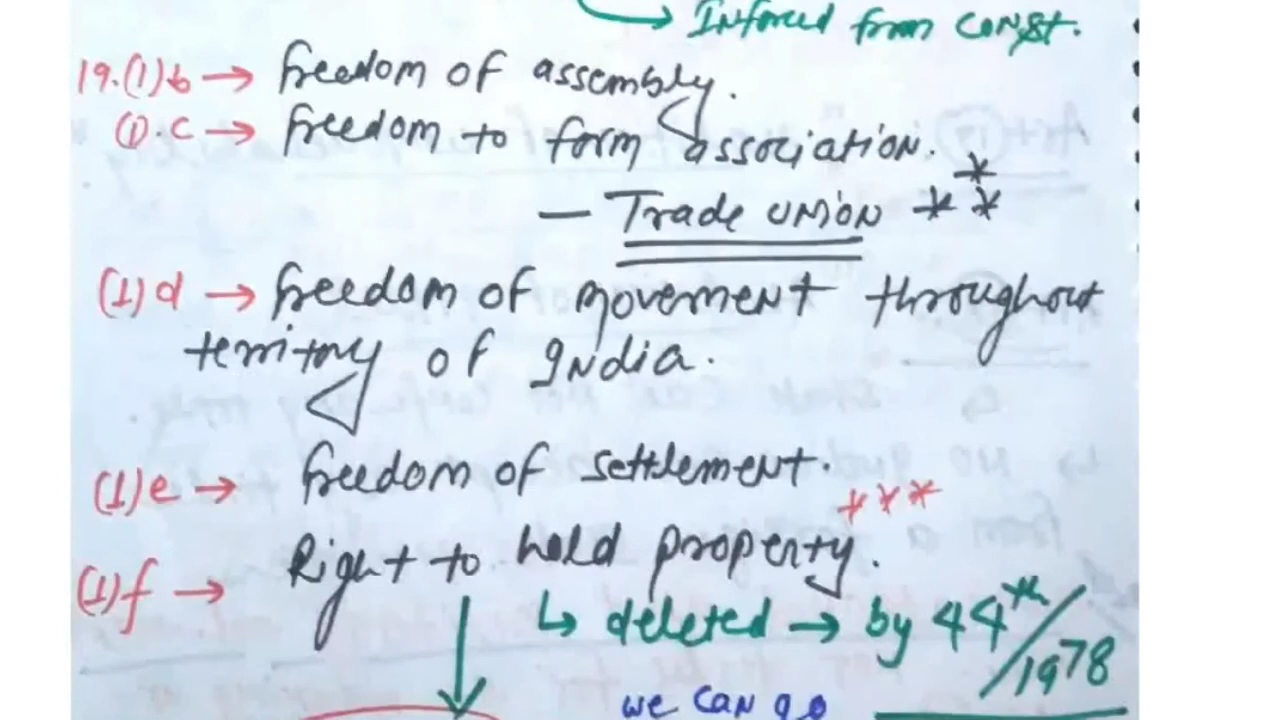 → Inforced from const.
19.(1)b → freedom of assembly.
(1).c → freedom to form association.
— Trade union ***
(1)d → freedom of movement throughout
territory of India.
(1)e → freedom of settlement.
(1)f → Right to hold property. ***
↳ deleted → by 44th/1978
we can go